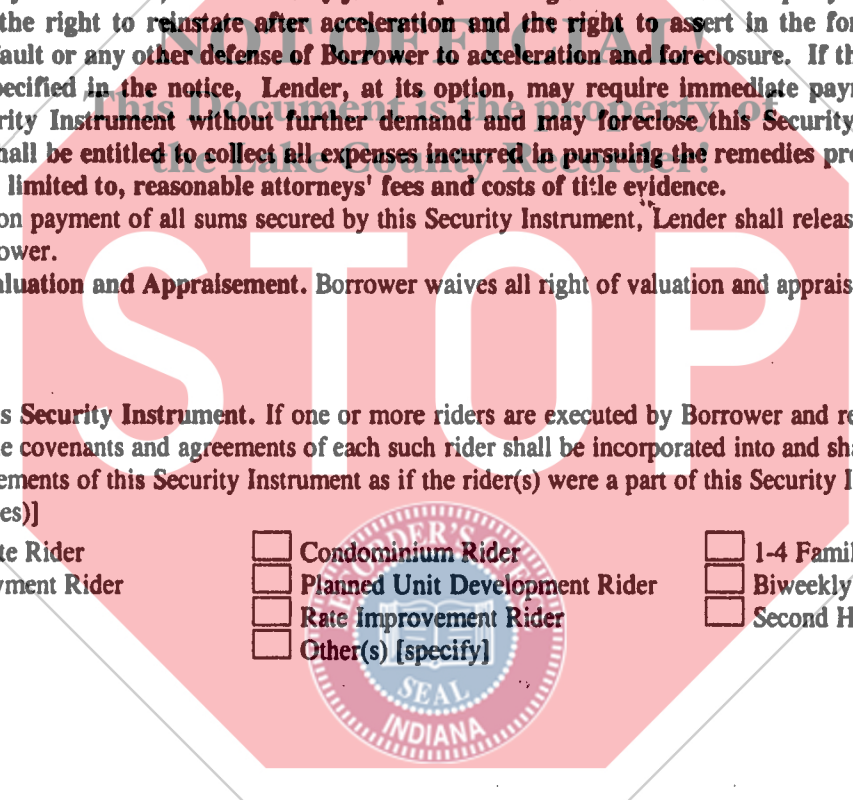 NOT OFFICIAL
This Document is the property of
the Lake County Recorder!
STOP
the right to reinstate after acceleration and the right to assert in the for
ault or any other defense of Borrower to acceleration and foreclosure. If th
pecified in the notice, Lender, at its option, may require immediate payr
rity Instrument without further demand and may foreclose this Security
hall be entitled to collect all expenses incurred in pursuing the remedies pro
limited to, reasonable attorneys' fees and costs of title evidence.
on payment of all sums secured by this Security Instrument, Lender shall releas
ower.
aluation and Appraisement. Borrower waives all right of valuation and apprais
s Security Instrument. If one or more riders are executed by Borrower and re
e covenants and agreements of each such rider shall be incorporated into and sha
ements of this Security Instrument as if the rider(s) were a part of this Security I
es)]
te Rider Condominium Rider 1-4 Famil
yment Rider Planned Unit Development Rider Biweekly
Rate Improvement Rider Second H
Other(s) [specify]
RECORDER'S
SEAL
INDIANA